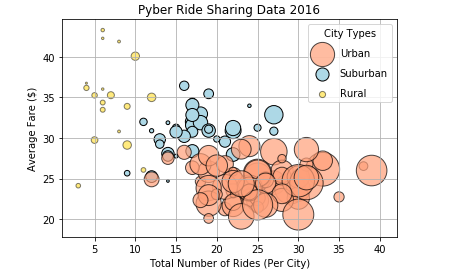 Pyber Ride Sharing Data 2016
City Types
Urban
Suburban
Rural
Average Fare ($)
40
35
30
25
20
5 10 15 20 25 30 35 40
Total Number of Rides (Per City)